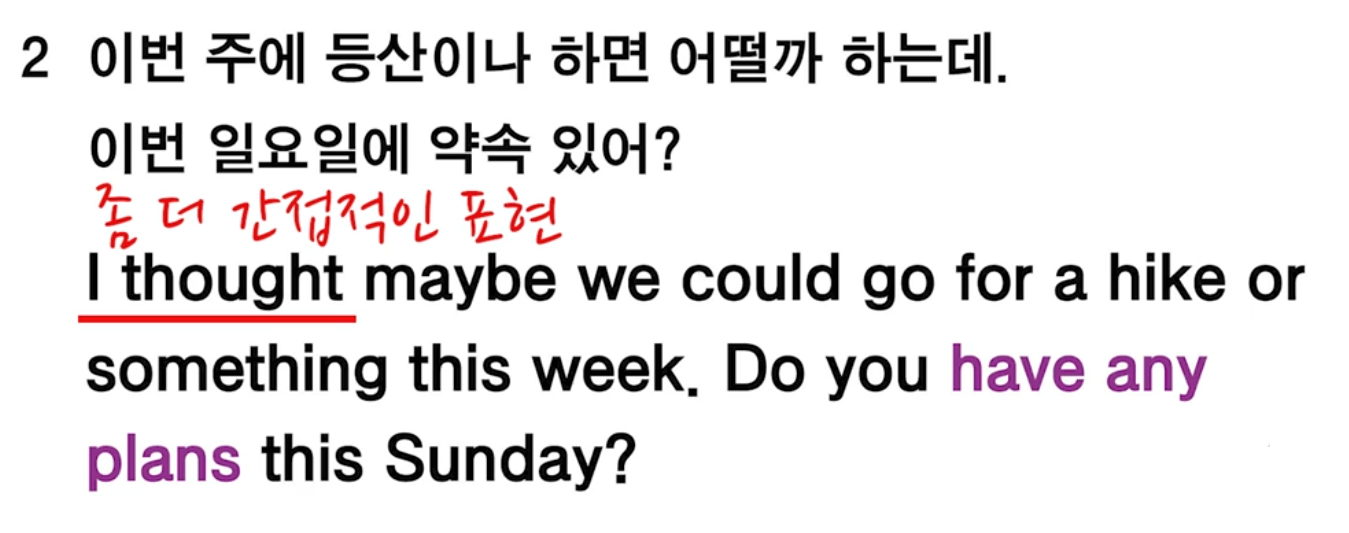 2 이번 주에 등산이나 하면 어떨까 하는데.
이번 일요일에 약속 있어?
좀 더 간접적인 표현
I thought maybe we could go for a hike or
something this week. Do you have any
plans this Sunday?